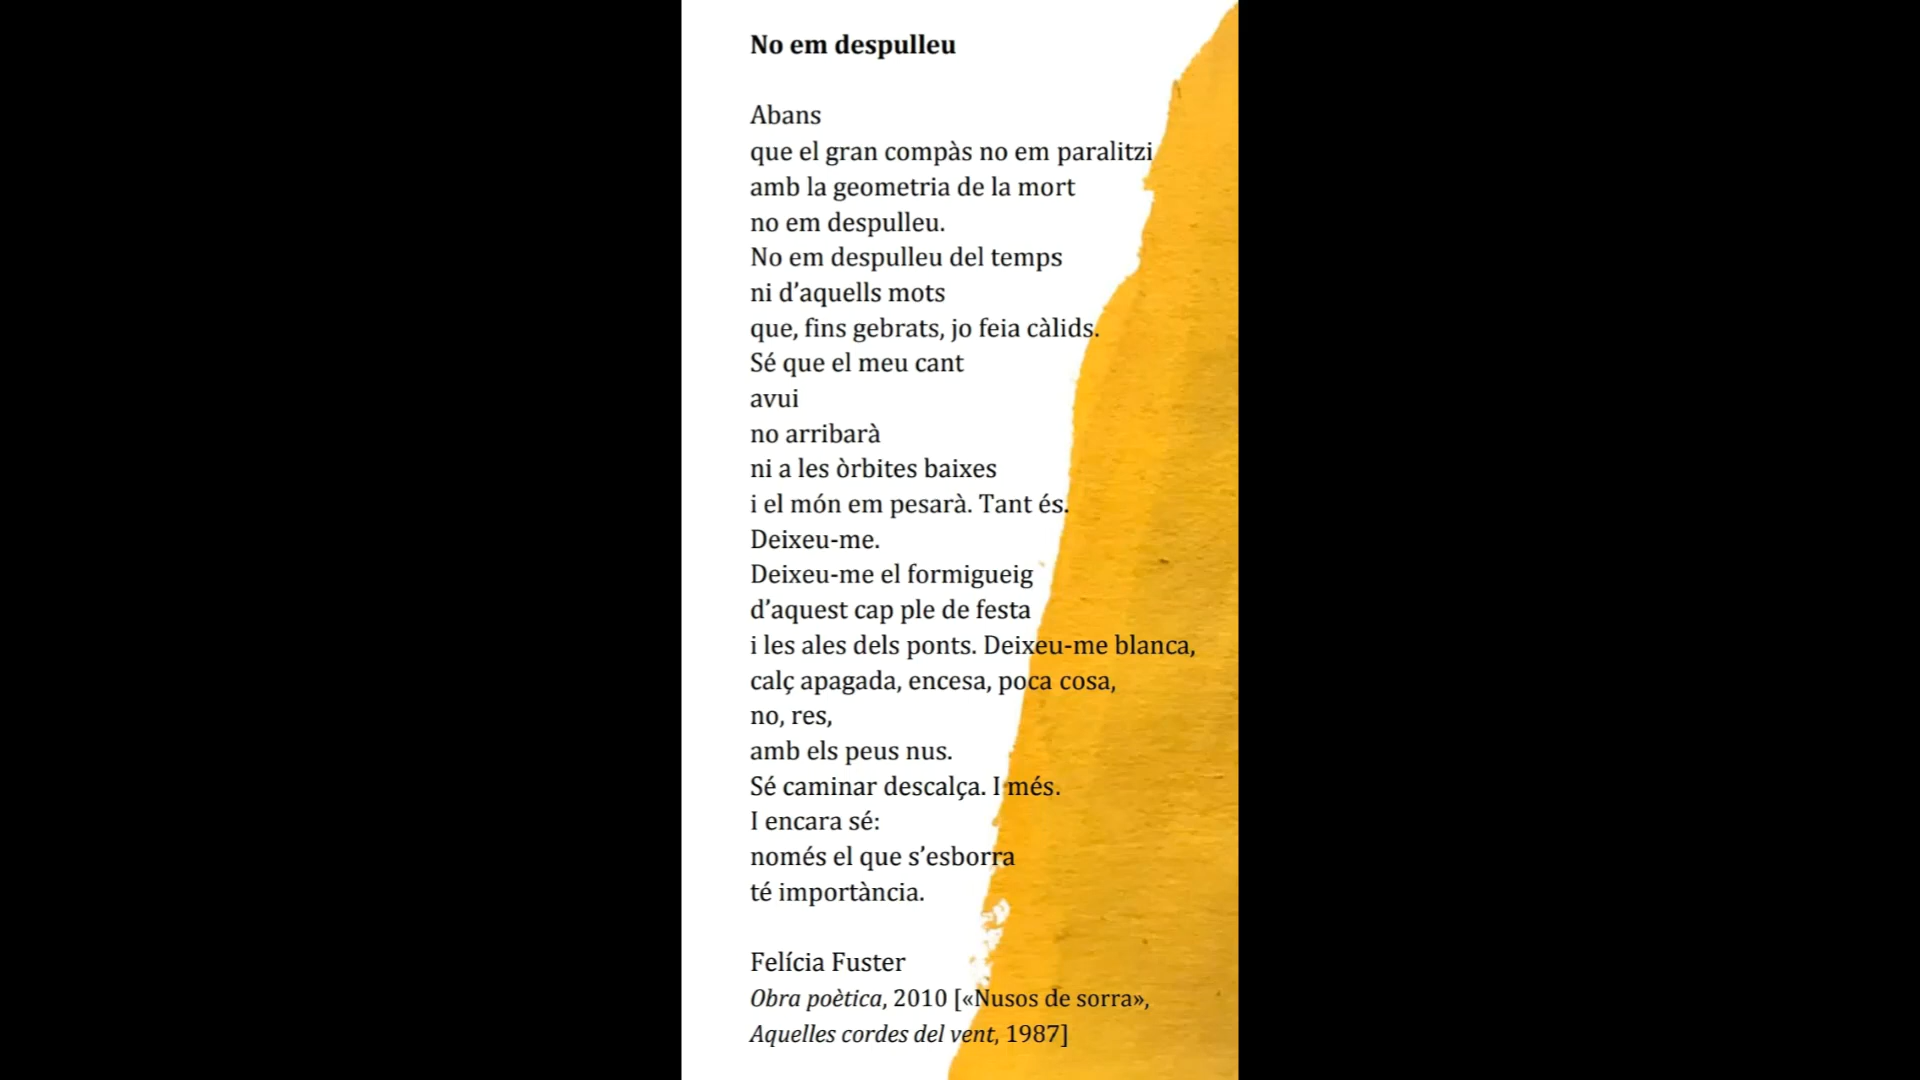 No em despulleu
Abans
que el gran compàs no em paralitzi
amb la geometria de la mort
no em despulleu.
No em despulleu del temps
ni d’aquells mots
que, fins gebrats, jo feia càlids.
Sé que el meu cant
avui
no arribarà
ni a les òrbites baixes
i el món em pesarà. Tant és.
Deixeu-me.
Deixeu-me el formigueig
d’aquest cap ple de festa
i les ales dels ponts. Deixeu-me blanca,
calç apagada, encesa, poca cosa,
no, res,
amb els peus nus.
Sé caminar descalça. I més.
I encara sé:
només el que s’esborra
té importància.
Felícia Fuster
Obra poètica, 2010 [«Nusos de sorra»,
Aquelles cordes del vent, 1987]